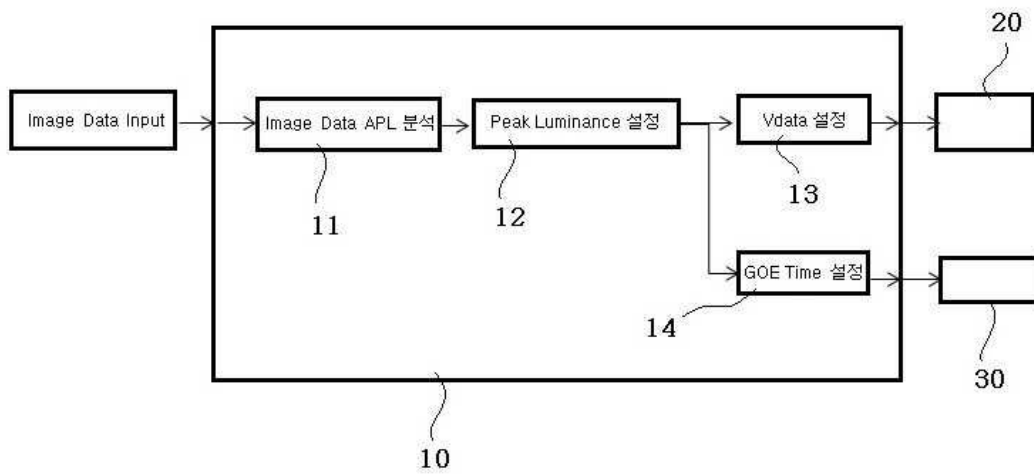 20
Image Data Input
Image Data APL 분석
Peak Luminance 설정
Vdata 설정
11
12
13
GOE Time 설정
14
30
10